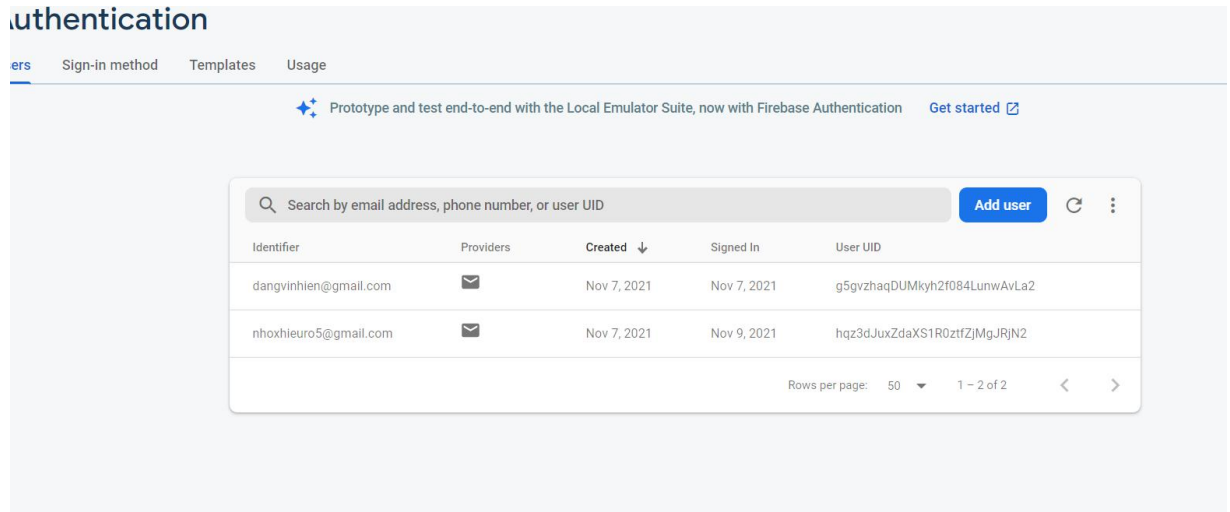 uthentication
ers Sign-in method Templates Usage
Prototype and test end-to-end with the Local Emulator Suite, now with Firebase Authentication Get started
Search by email address, phone number, or user UID Add user
Identifier Providers Created Signed In User UID
dangvinhien@gmail.com Nov 7, 2021 Nov 7, 2021 g5gvzhaqDUMkyh2f084LunwAvLa2
nhoxhieuro5@gmail.com Nov 7, 2021 Nov 9, 2021 hqz3dJuxZdaXS1R0ztfZjMgJRjN2
Rows per page: 50 1 – 2 of 2